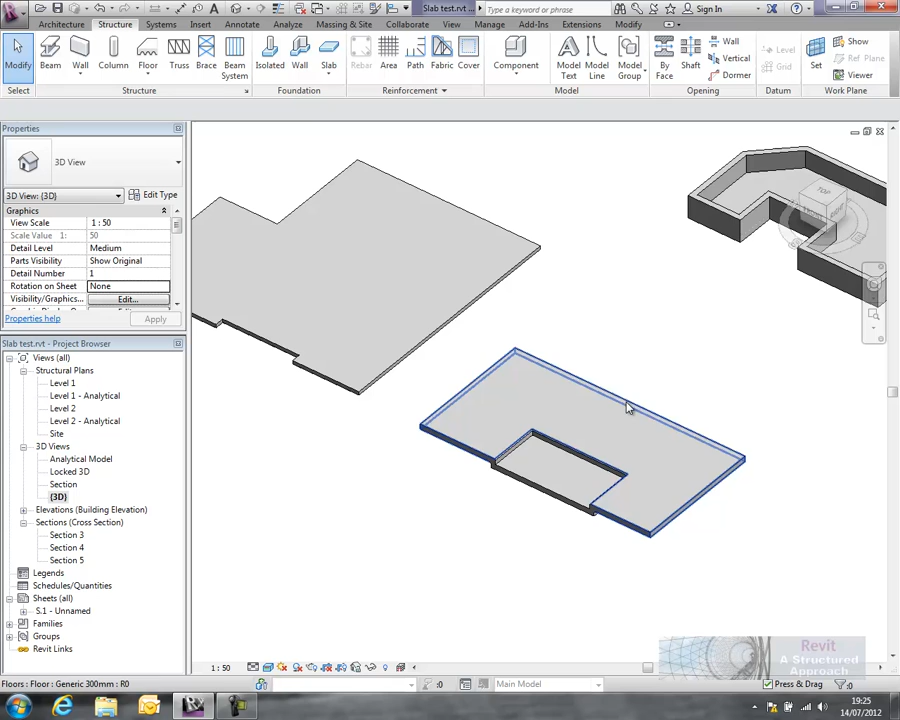 Slab test.rvt ...
Type a keyword or phrase
Sign In
Architecture Structure Systems Insert Annotate Analyze Massing & Site Collaborate View Manage Add-Ins Extensions Modify
Modify Beam Wall Column Floor Truss Brace Beam System Isolated Wall Slab Rebar Area Path Fabric Cover Component Model Text Model Line Model Group By Face Shaft Wall Vertical Dormer Level Grid Set Show Ref Plane Viewer
Select Structure Foundation Reinforcement Model Opening Datum Work Plane
Properties
3D View
3D View: {3D} Edit Type
Graphics
View Scale 1 : 50
Scale Value 1: 50
Detail Level Medium
Parts Visibility Show Original
Detail Number 1
Rotation on Sheet None
Visibility/Graphics... Edit...
Properties help Apply
Slab test.rvt - Project Browser
Views (all)
Structural Plans
Level 1
Level 1 - Analytical
Level 2
Level 2 - Analytical
Site
3D Views
Analytical Model
Locked 3D
Section
{3D}
Elevations (Building Elevation)
Sections (Cross Section)
Section 3
Section 4
Section 5
Legends
Schedules/Quantities
Sheets (all)
S.1 - Unnamed
Families
Groups
Revit Links
TOP
RIGHT
Revit
A Structured
Approach
1 : 50
Floors : Floor : Generic 300mm : R0
:0
Main Model
Press & Drag
:0
19:25
14/07/2012